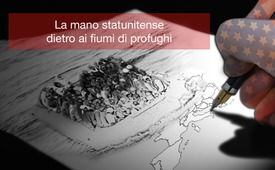 La mano statunitense
dietro ai fiumi di profughi